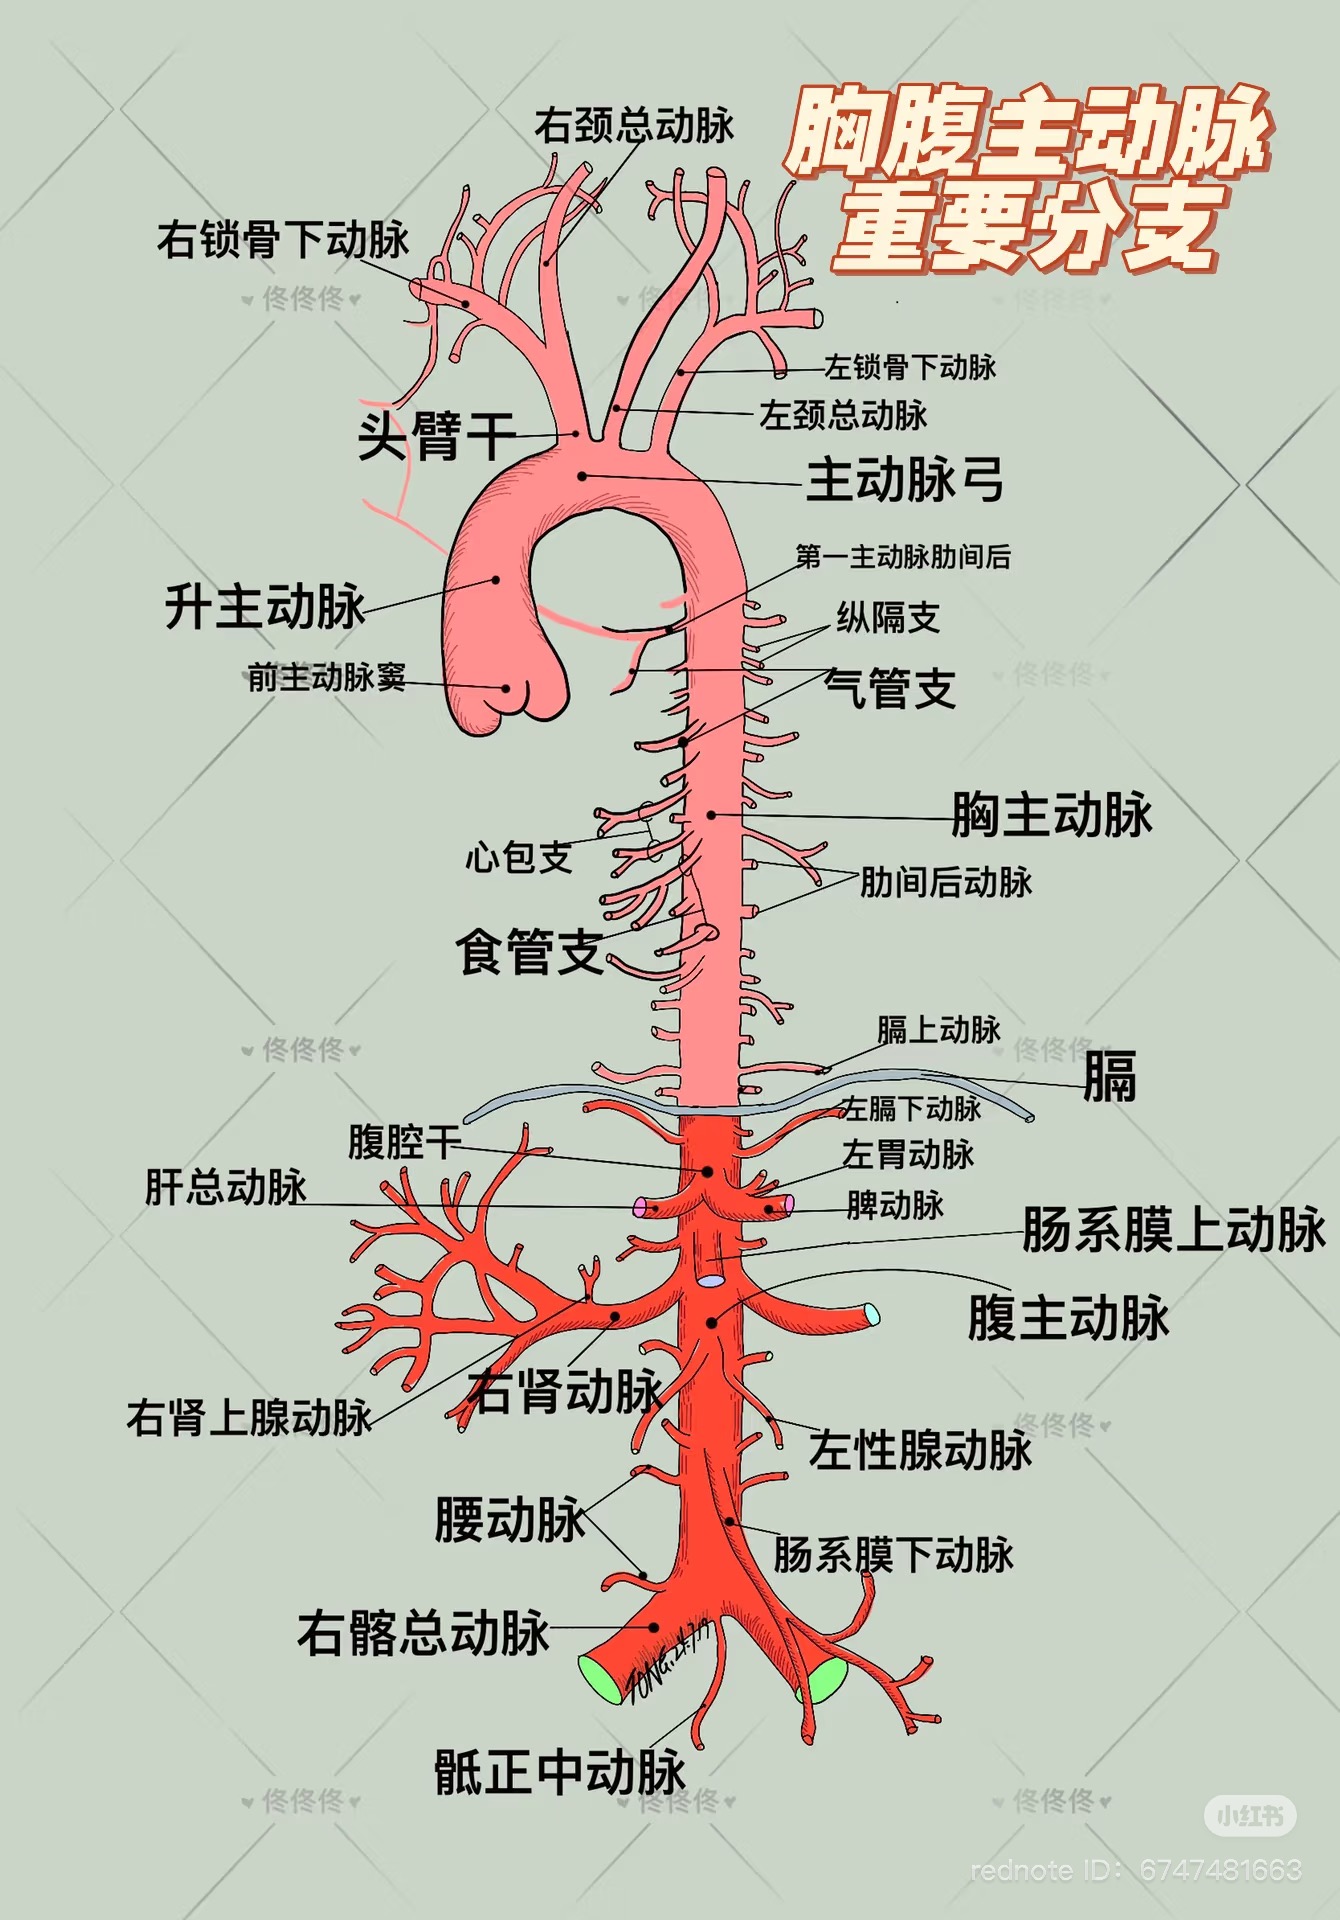 胸腹主动脉
重要分支
右颈总动脉
右锁骨下动脉
左锁骨下动脉
左颈总动脉
头臂干
主动脉弓
第一主动脉肋间后
升主动脉
纵隔支
前主动脉窦
气管支
胸主动脉
心包支
肋间后动脉
食管支
膈上动脉
膈
左膈下动脉
腹腔干
左胃动脉
肝总动脉
脾动脉
肠系膜上动脉
腹主动脉
右肾动脉
右肾上腺动脉
左性腺动脉
腰动脉
肠系膜下动脉
右髂总动脉
骶正中动脉
佟佟佟
佟佟佟
佟佟佟
佟佟佟
佟佟佟
佟佟佟
佟佟佟
佟佟佟
佟佟佟
佟佟佟
佟佟佟
小红书
rednote ID: 6747481663